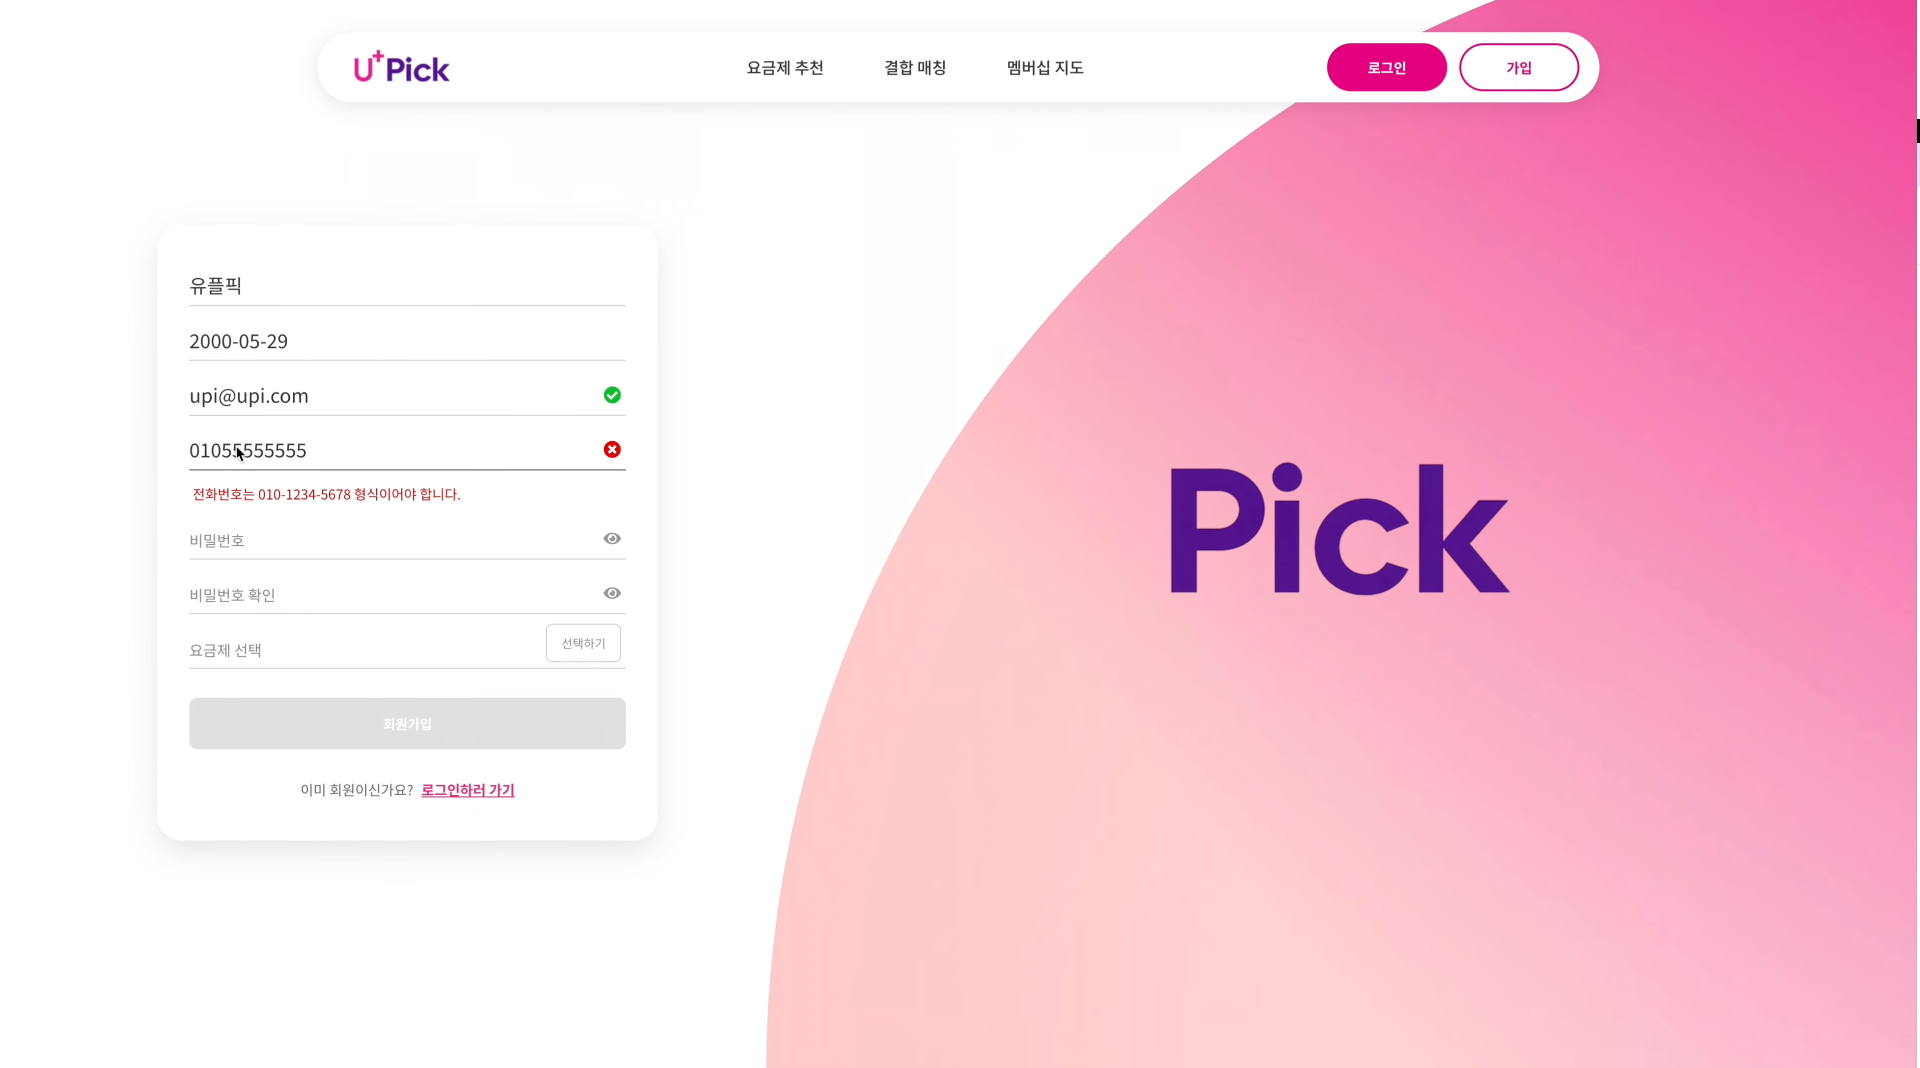 U+Pick
요금제 추천
결합 매칭
멤버십 지도
로그인
가입
유플픽
2000-05-29
upi@upi.com
01055555555
전화번호는 010-1234-5678 형식이어야 합니다.
비밀번호
비밀번호 확인
요금제 선택
선택하기
회원가입
이미 회원이신가요? 로그인하러 가기
Pick